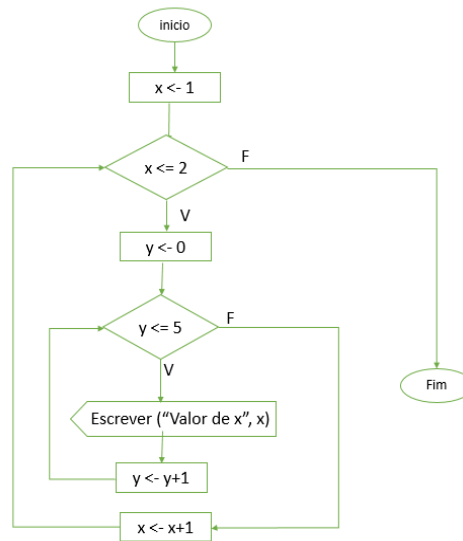 inicio
x <- 1
x <= 2
F
V
y <- 0
y <= 5
F
V
Escrever (“Valor de x”, x)
y <- y+1
x <- x+1
Fim